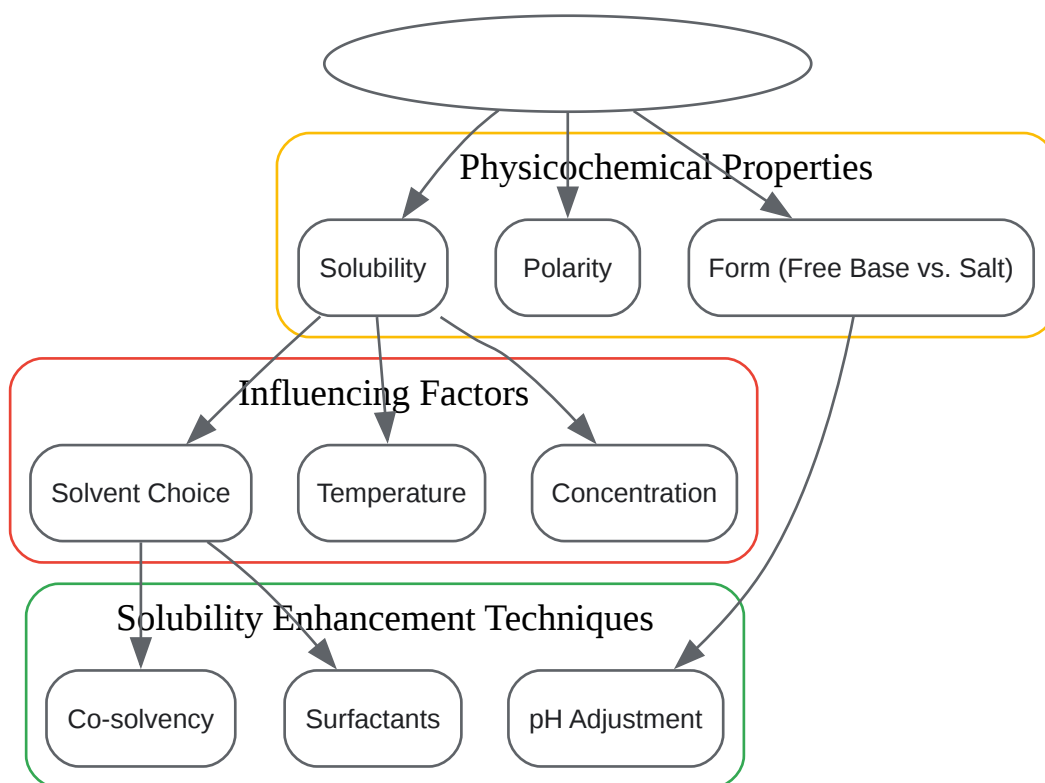 Physicochemical Properties
Solubility
Polarity
Form (Free Base vs. Salt)
Influencing Factors
Solvent Choice
Temperature
Concentration
Solubility Enhancement Techniques
Co-solvency
Surfactants
pH Adjustment